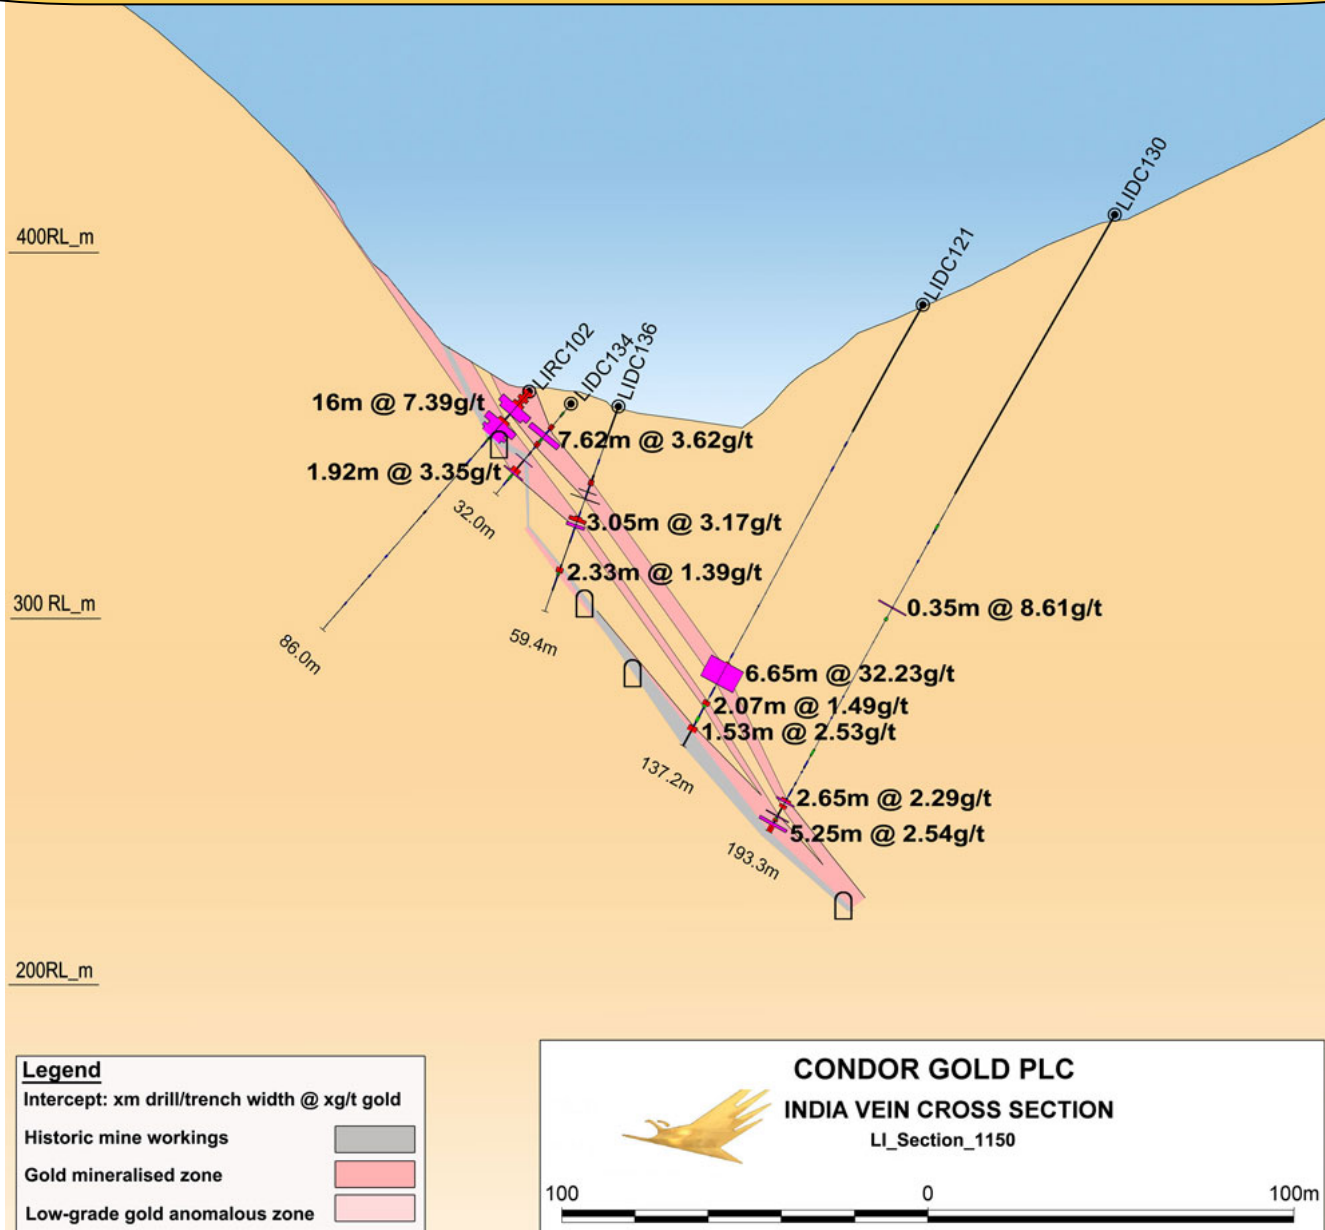 LIDC130
LIDC121
400RL_m
LIRC102
LIDC134
LIDC136
16m @ 7.39g/t
7.62m @ 3.62g/t
1.92m @ 3.35g/t
32.0m
3.05m @ 3.17g/t
2.33m @ 1.39g/t
300 RL_m
0.35m @ 8.61g/t
59.4m
86.0m
6.65m @ 32.23g/t
2.07m @ 1.49g/t
1.53m @ 2.53g/t
137.2m
2.65m @ 2.29g/t
5.25m @ 2.54g/t
193.3m
200RL_m
Legend
Intercept: xm drill/trench width @ xg/t gold
Historic mine workings
Gold mineralised zone
Low-grade gold anomalous zone
CONDOR GOLD PLC
INDIA VEIN CROSS SECTION
LI_Section_1150
100 0 100m